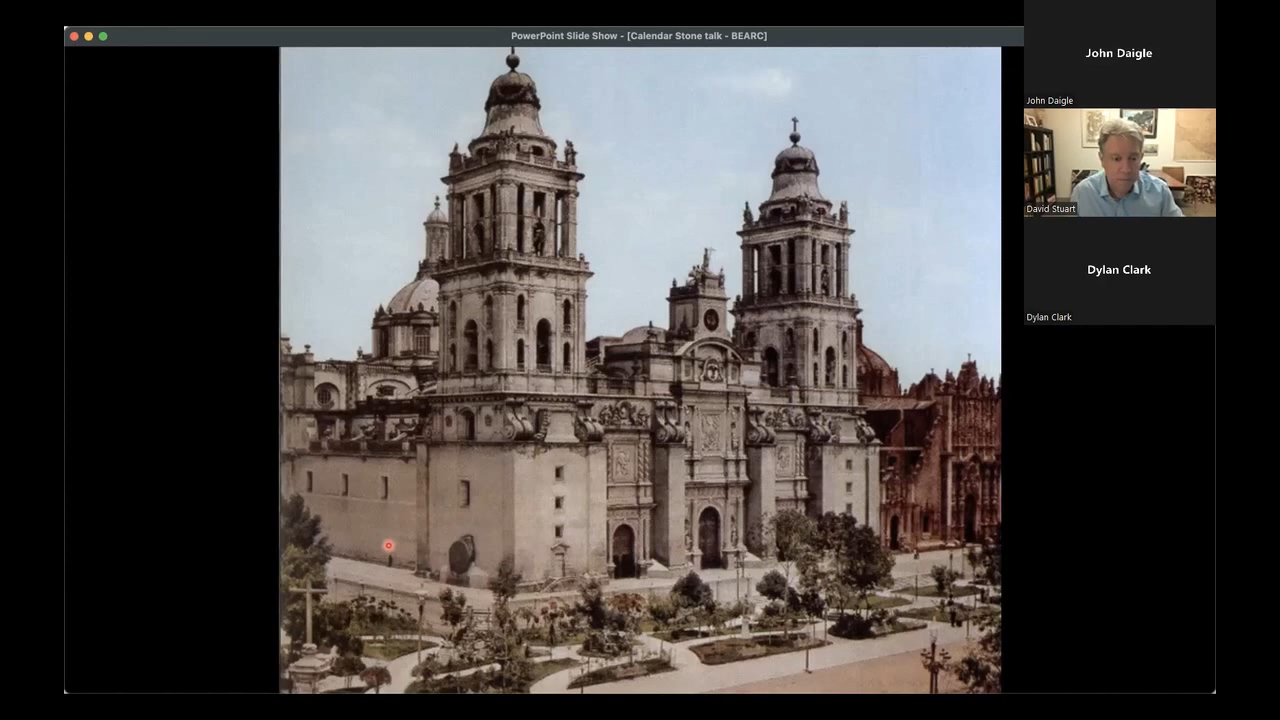 PowerPoint Slide Show - [Calendar Stone talk - BEARC]
John Daigle
John Daigle
David Stuart
Dylan Clark
Dylan Clark